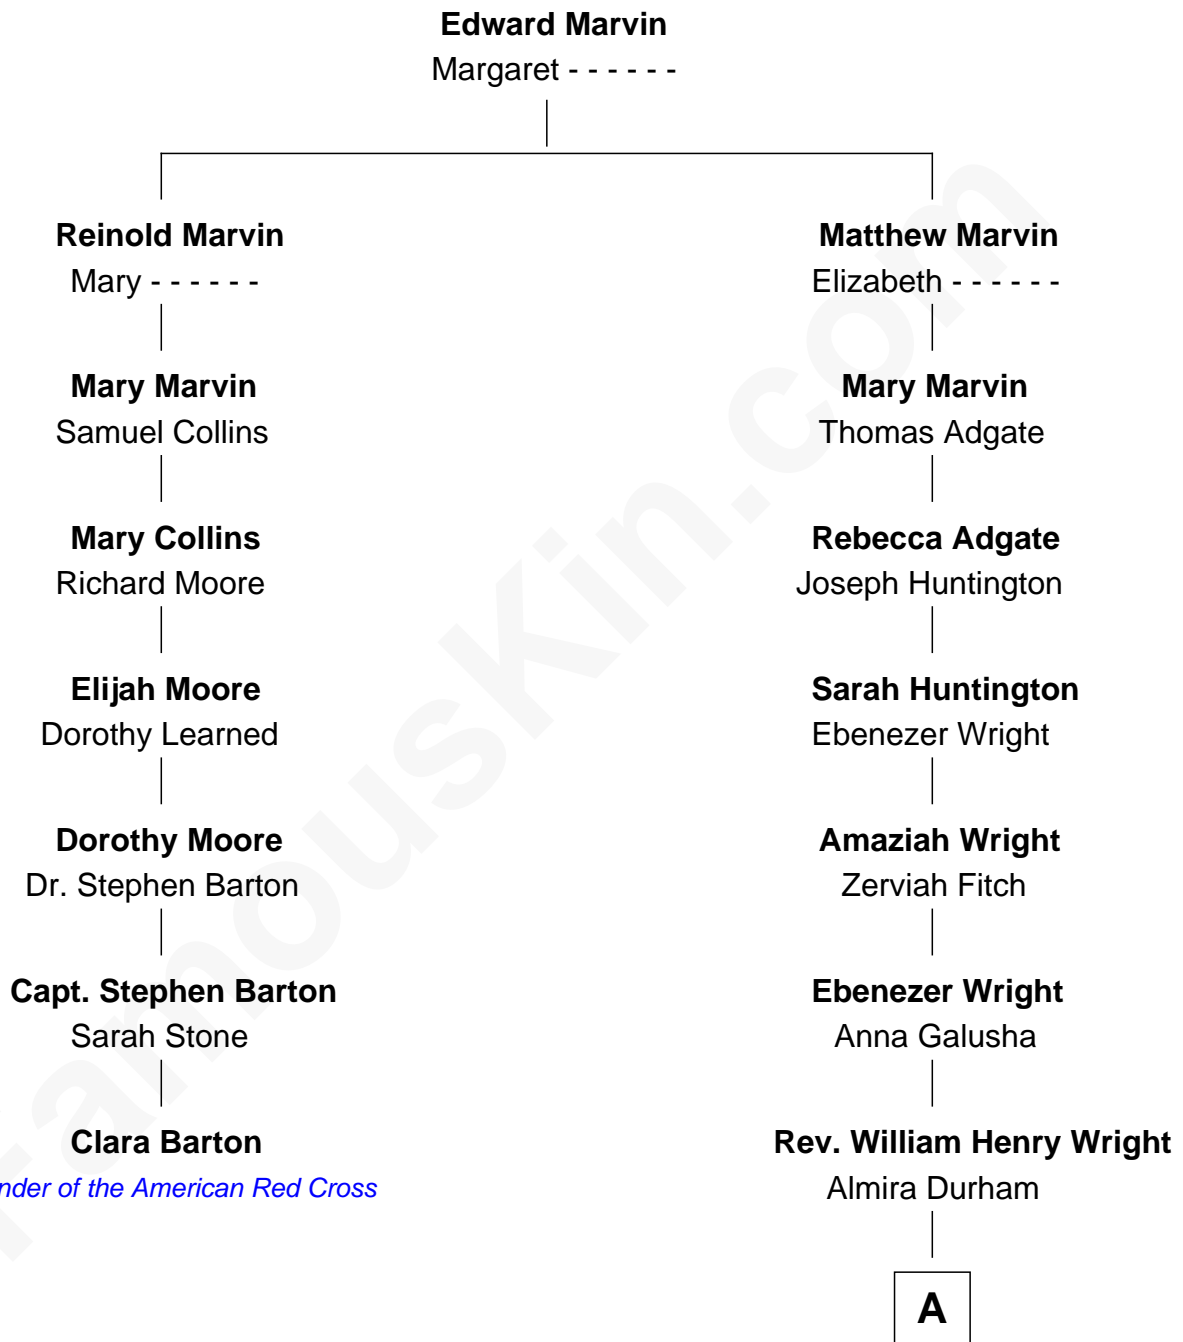 Edward Marvin
Margaret - - - - - -
Reinold Marvin
Mary - - - - - -
Matthew Marvin
Elizabeth - - - - - -
Mary Marvin
Samuel Collins
Mary Marvin
Thomas Adgate
Mary Collins
Richard Moore
Rebecca Adgate
Joseph Huntington
Elijah Moore
Dorothy Learned
Sarah Huntington
Ebenezer Wright
Dorothy Moore
Dr. Stephen Barton
Amaziah Wright
Zerviah Fitch
Capt. Stephen Barton
Sarah Stone
Ebenezer Wright
Anna Galusha
Clara Barton
nder of the American Red Cross
Rev. William Henry Wright
Almira Durham
A
FamousKin.com